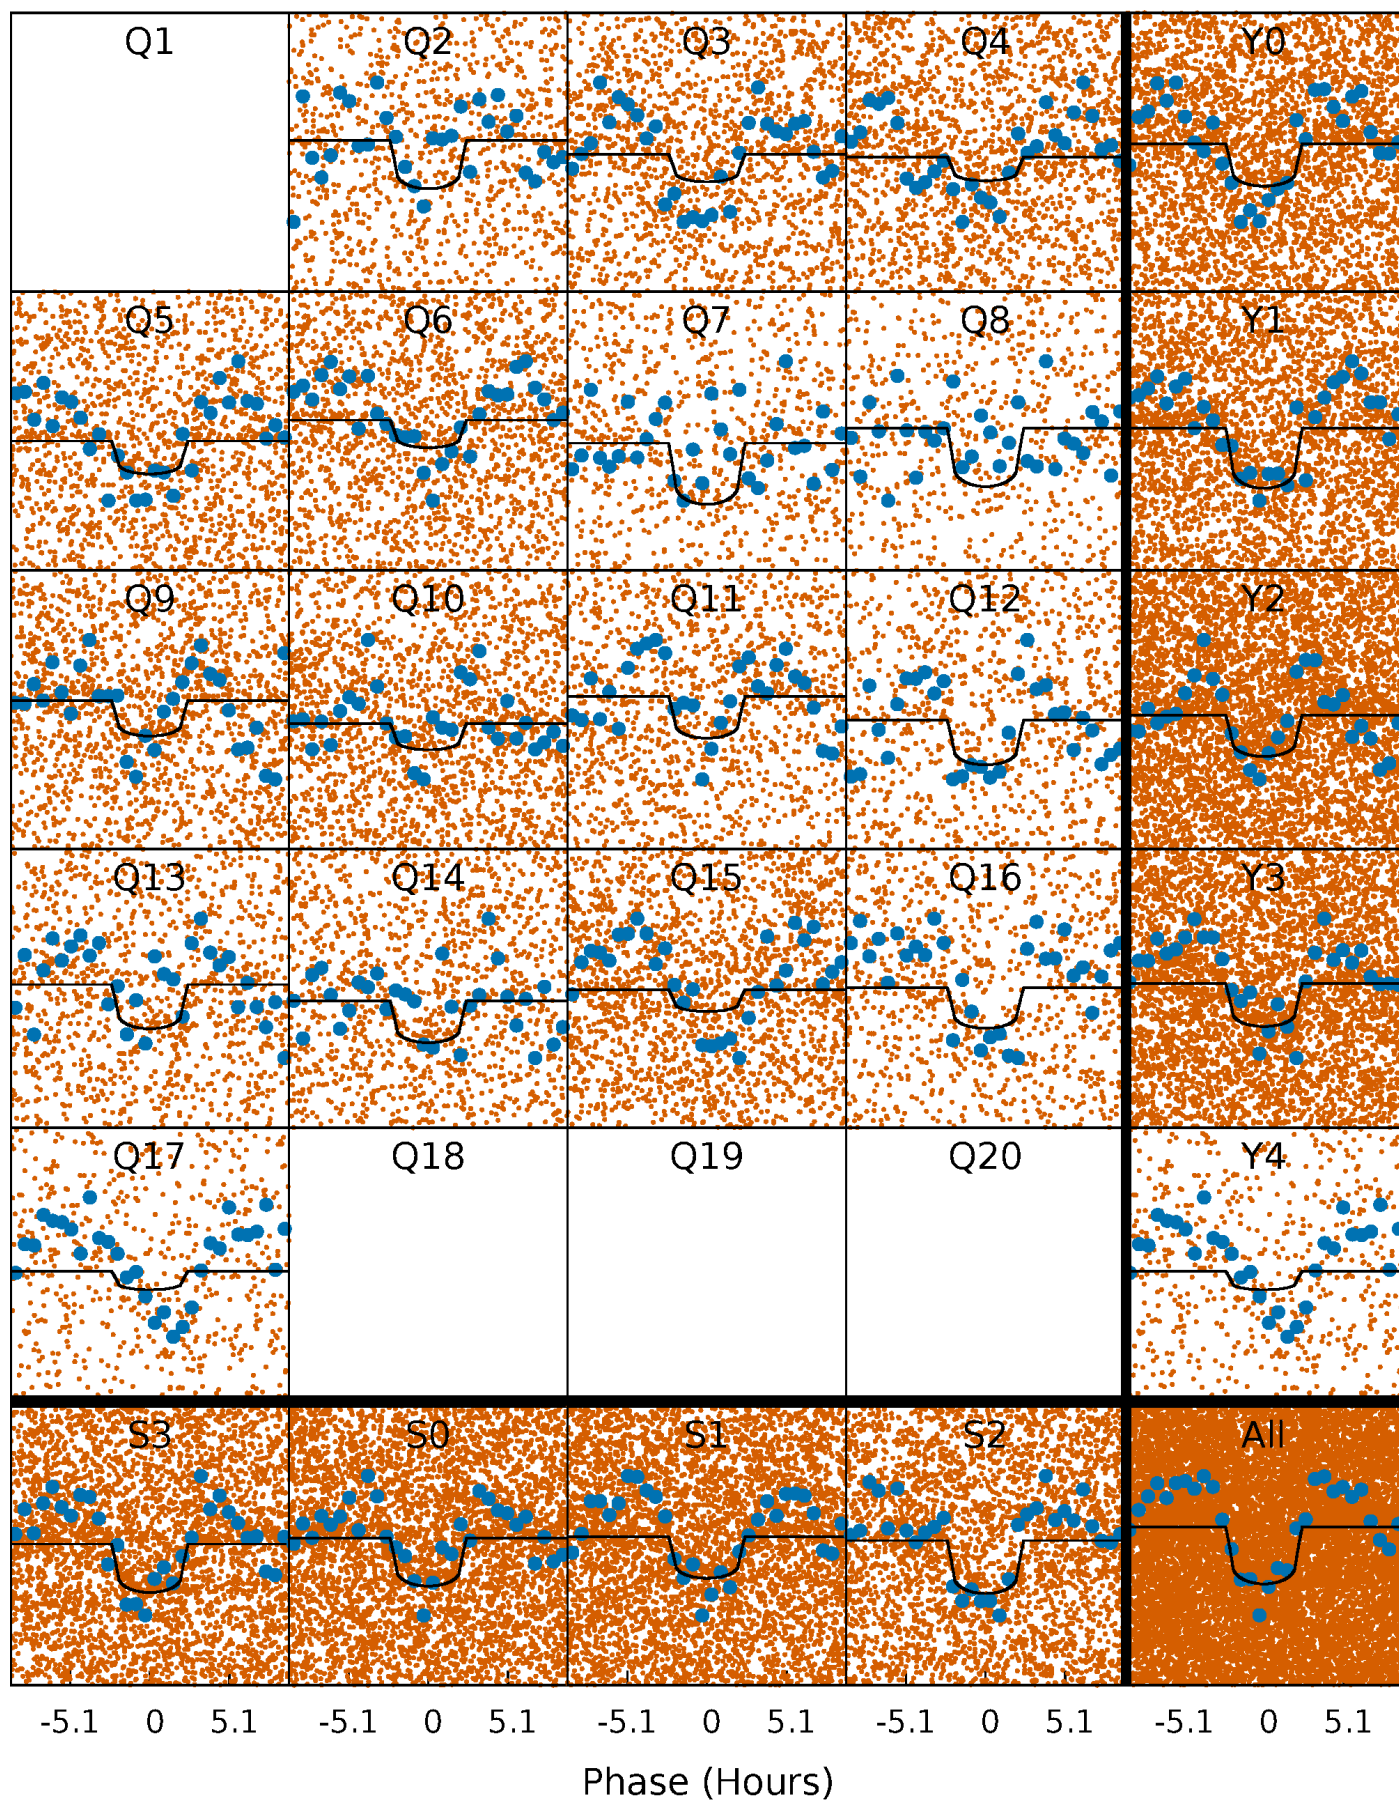 Q1 Q2 Q3 Q4 Y0
Q5 Q6 Q7 Q8 Y1
Q9 Q10 Q11 Q12 Y2
Q13 Q14 Q15 Q16 Y3
Q17 Q18 Q19 Q20 Y4
S3 S0 S1 S2 All
-5.1 0 5.1 -5.1 0 5.1 -5.1 0 5.1 -5.1 0 5.1 -5.1 0 5.1
Phase (Hours)